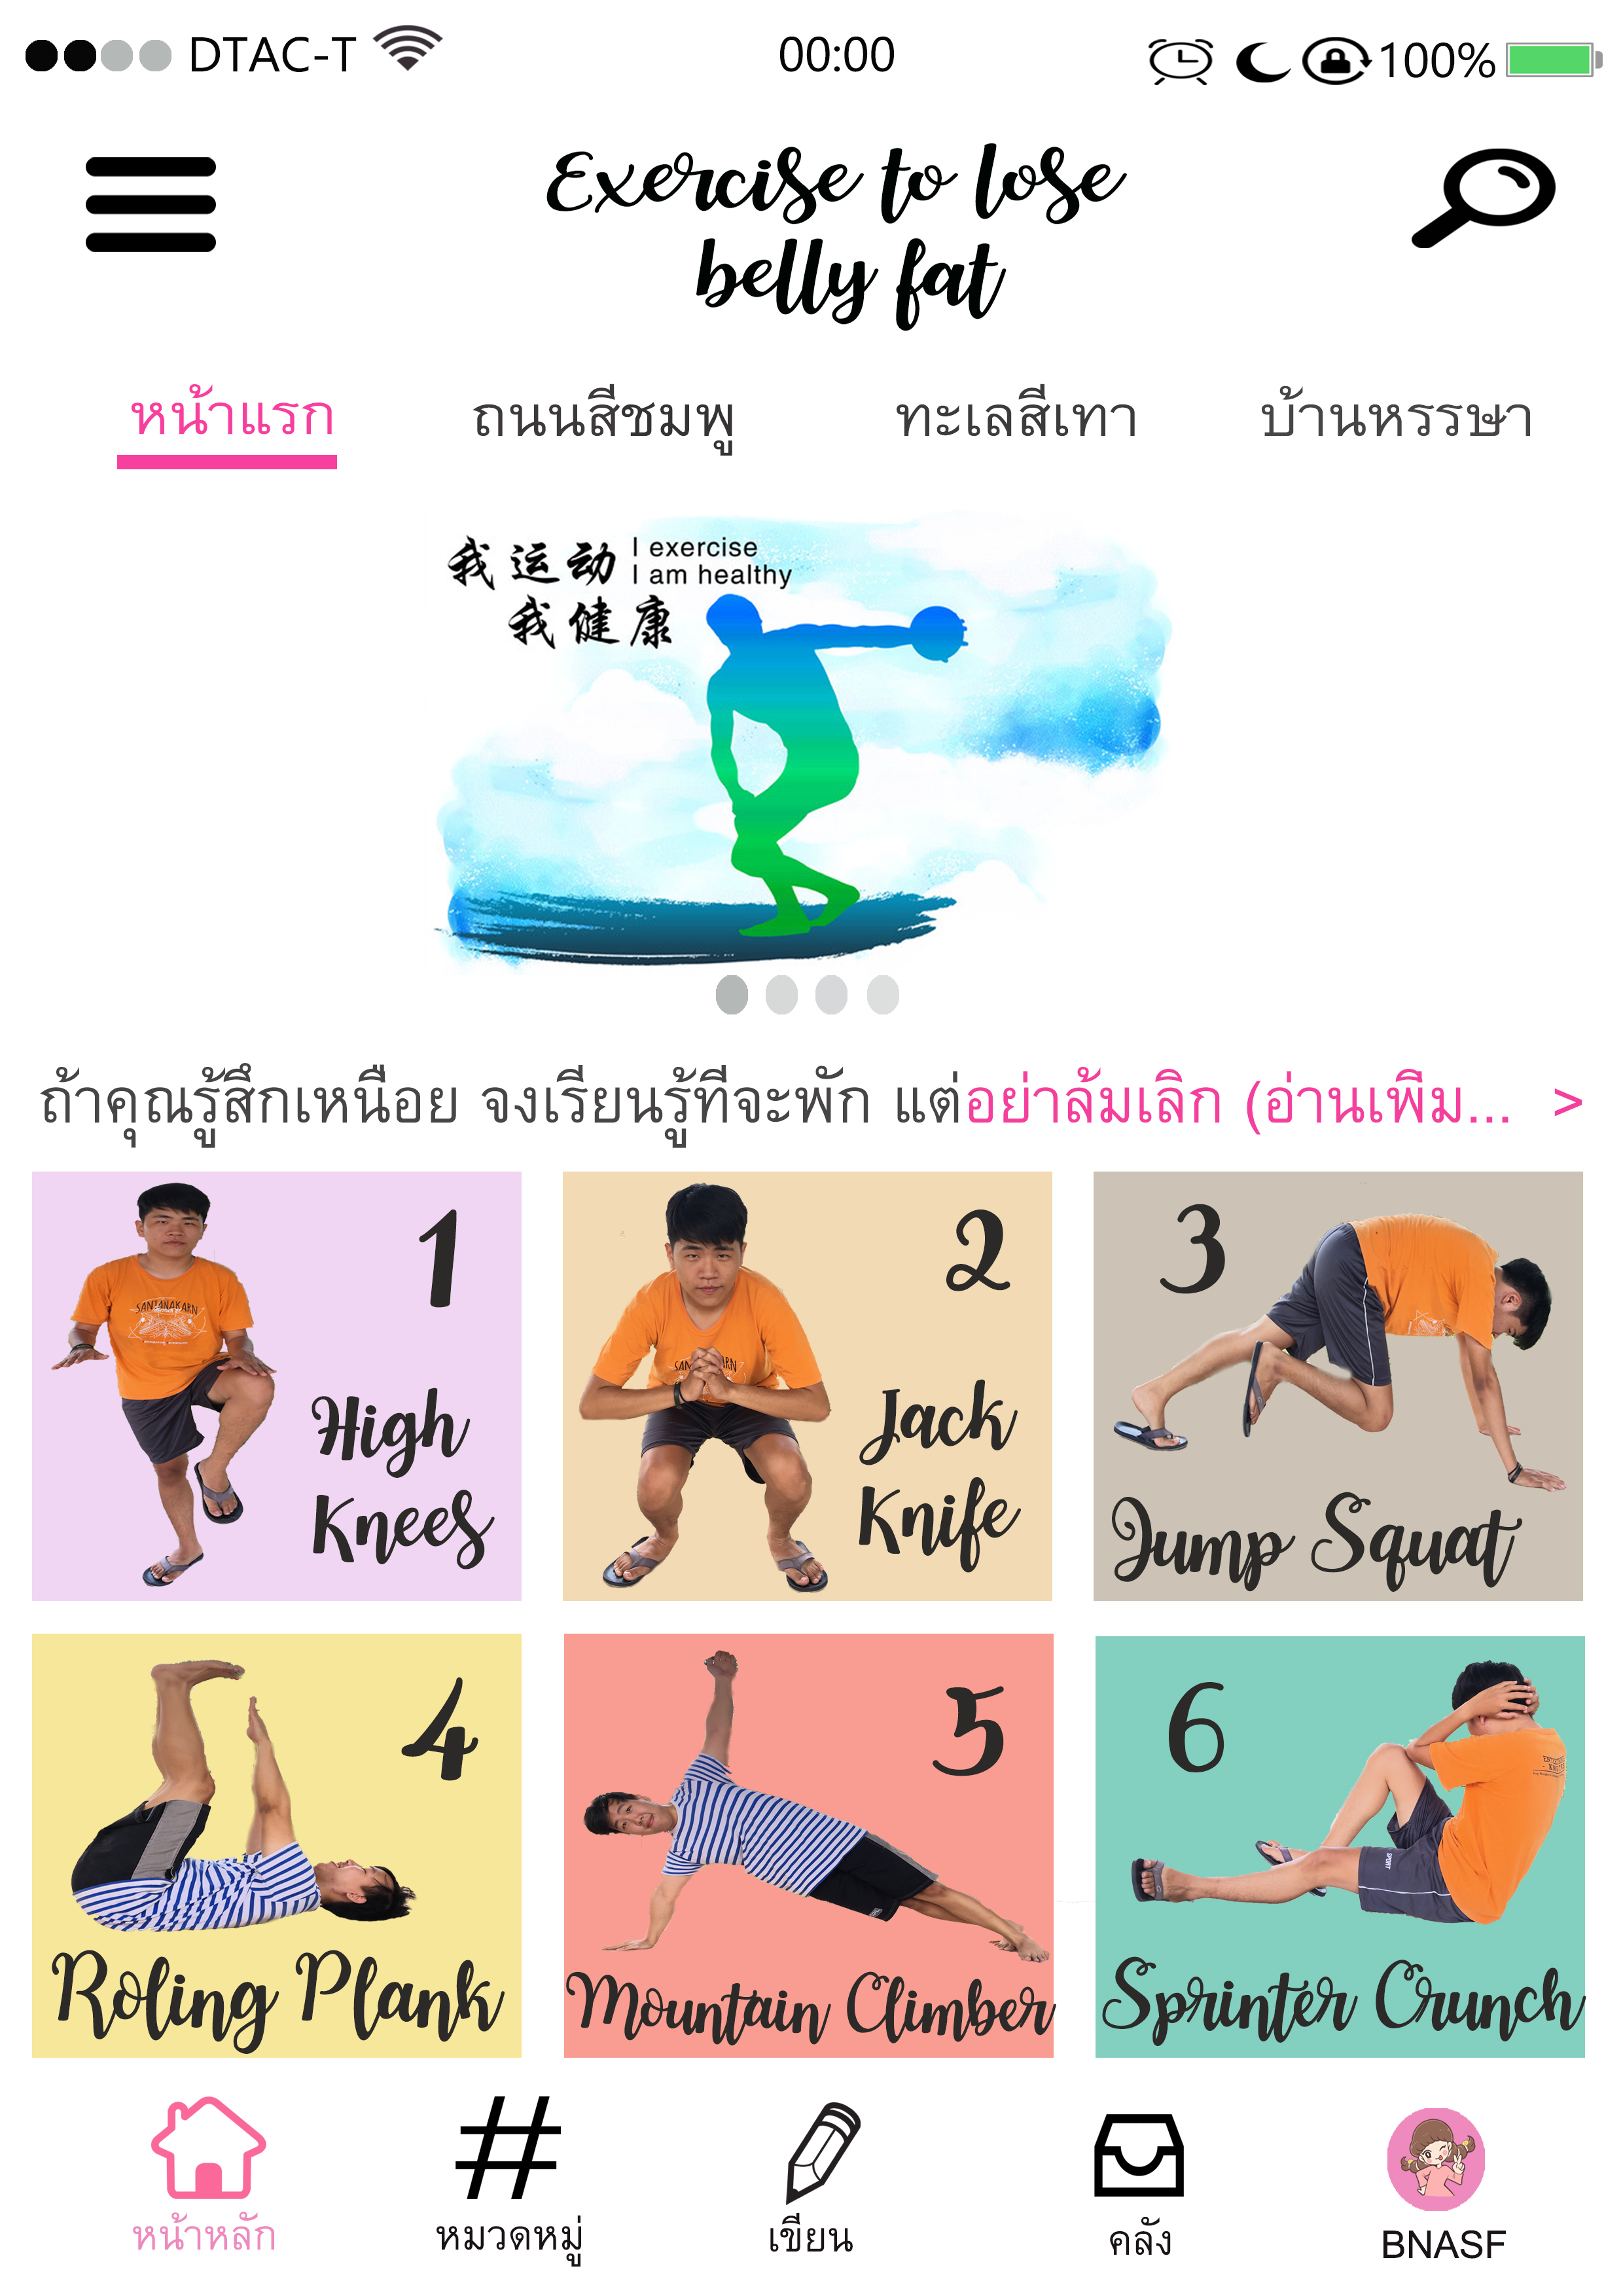 DTAC-T 00:00 100%
Exercise to lose
belly fat
หน้าแรก ถนนสีชมพู ทะเลสีเทา บ้านหรรษา
我运动 I exercise
I am healthy
我健康
ถ้าคุณรู้สึกเหนื่อย จงเรียนรู้ที่จะพัก แต่อย่าล้มเลิก (อ่านเพิ่ม... >
1
SANTANAKARN
High
Knees
2
Jack
Knife
3
Jump Squat
4
Roling Plank
5
Mountain Climber
6
SPORT
Sprinter Crunch
หน้าหลัก หมวดหมู่ เขียน คลัง BNASF